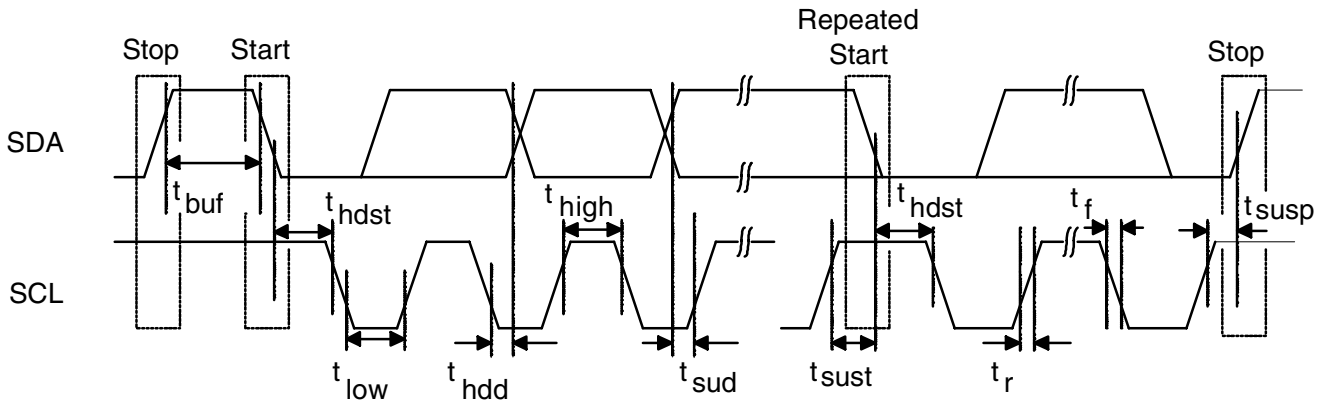 Repeated
Stop Start Start Stop
SDA
t buf
t hdst
t high
t hdst
t f
t susp
SCL
t low
t hdd
t sud
t sust
t r